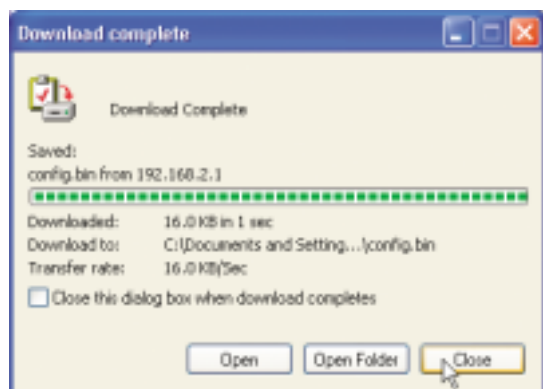 Download complete
Download Complete
Saved:
config.bin from 192.168.2.1
Downloaded: 16.0 KB in 1 sec
Download to: C:\Documents and Setting...\config.bin
Transfer rate: 16.0 KB/Sec
Close this dialog box when download completes
Open Open Folder Close